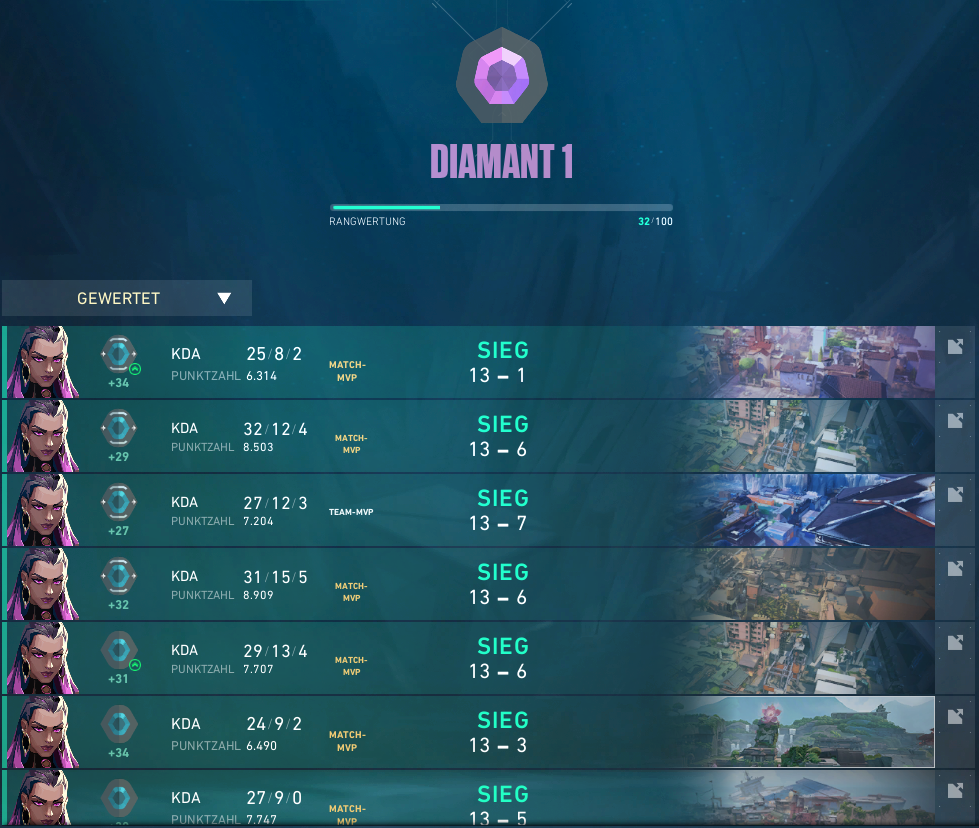 DIAMANT 1
RANGWERTUNG 32/100
GEWERTET
KDA 25/8/2 SIEG
+34 PUNKTZAHL 6.314 MATCH-MVP 13 – 1
KDA 32/12/4 SIEG
+29 PUNKTZAHL 8.503 MATCH-MVP 13 – 6
KDA 27/12/3 SIEG
+27 PUNKTZAHL 7.204 TEAM-MVP 13 – 7
KDA 31/15/5 SIEG
+32 PUNKTZAHL 8.909 MATCH-MVP 13 – 6
KDA 29/13/4 SIEG
+31 PUNKTZAHL 7.707 MATCH-MVP 13 – 6
KDA 24/9/2 SIEG
+34 PUNKTZAHL 6.490 MATCH-MVP 13 – 3
KDA 27/9/0 SIEG
PUNKTZAHL 7.747 MATCH-MVP 13 – 5